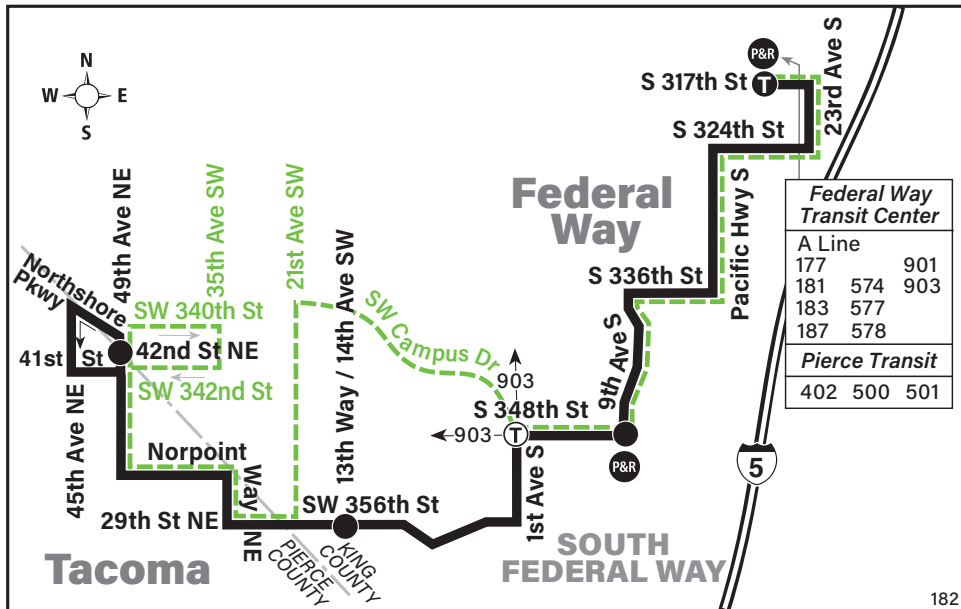 N
W E
S
P&R
S 317th St T
23rd Ave S
S 324th St
Federal
Way
Pacific Hwy S
Federal Way
Transit Center
A Line
177 901
181 574 903
183 577
187 578
Pierce Transit
402 500 501
49th Ave NE
35th Ave SW
21st Ave SW
13th Way / 14th Ave SW
Northshore
Pkwy
SW 340th St
41st St
42nd St NE
SW 342nd St
45th Ave NE
SW Campus Dr
S 336th St
9th Ave S
903
S 348th St
903
T
P&R
1st Ave S
Norpoint
Way NE
29th St NE
SW 356th St
PIERCE
COUNTY
KING
COUNTY
Tacoma
SOUTH
FEDERAL WAY
5
182